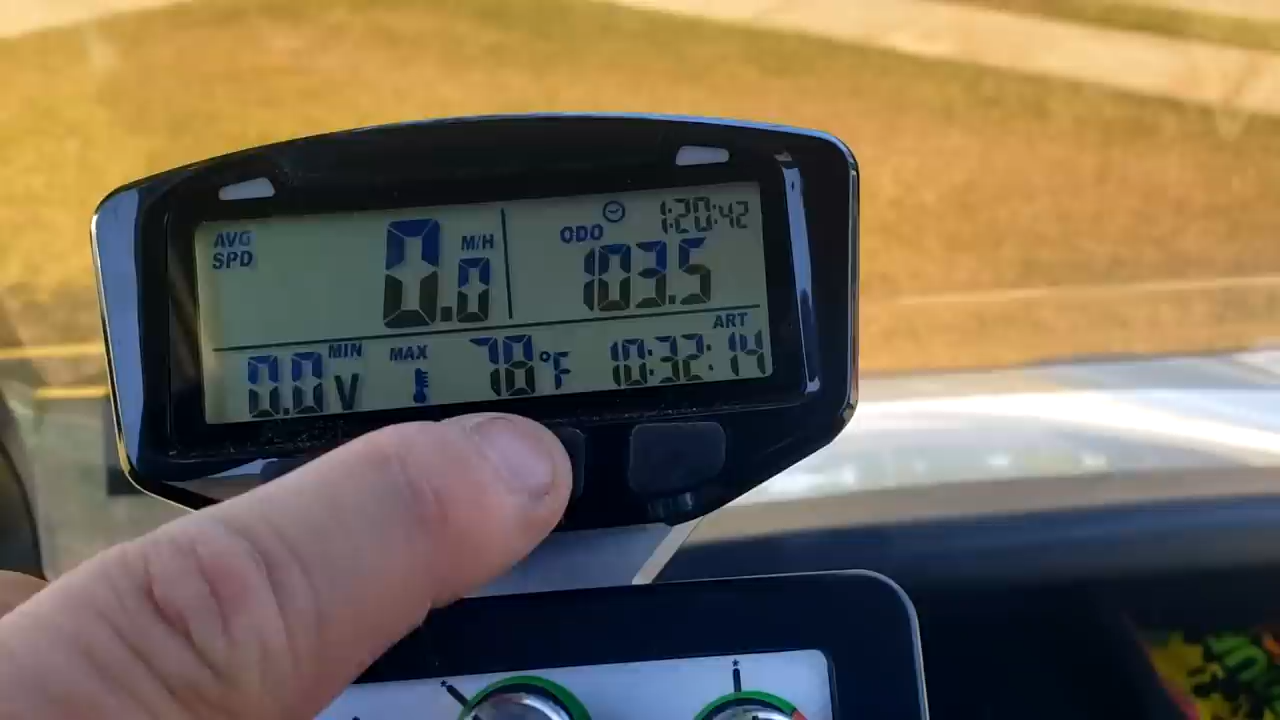 AVG SPD
0.0 M/H
1:20:42
ODO
103.5
0.0 V MIN
MAX 78°F
ART
10:32:14